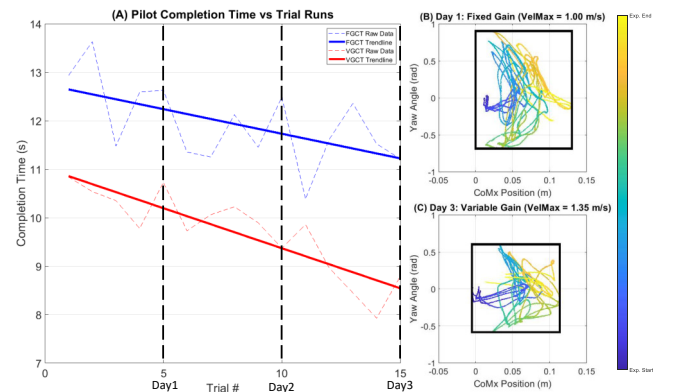 (A) Pilot Completion Time vs Trial Runs
14
13
12
11
10
9
8
7
Completion Time (s)
FGCT Raw Data
FGCT Trendline
VGCT Raw Data
VGCT Trendline
0
5
10
15
Day1
Day2
Day3
Trial #
(B) Day 1: Fixed Gain (VelMax = 1.00 m/s)
1
0.5
0
-0.5
-1
Yaw Angle (rad)
-0.05
0
0.05
0.1
0.15
CoMx Position (m)
(C) Day 3: Variable Gain (VelMax = 1.35 m/s)
1
0.5
0
-0.5
-1
Yaw Angle (rad)
-0.05
0
0.05
0.1
0.15
CoMx Position (m)
Exp. End
Exp. Start